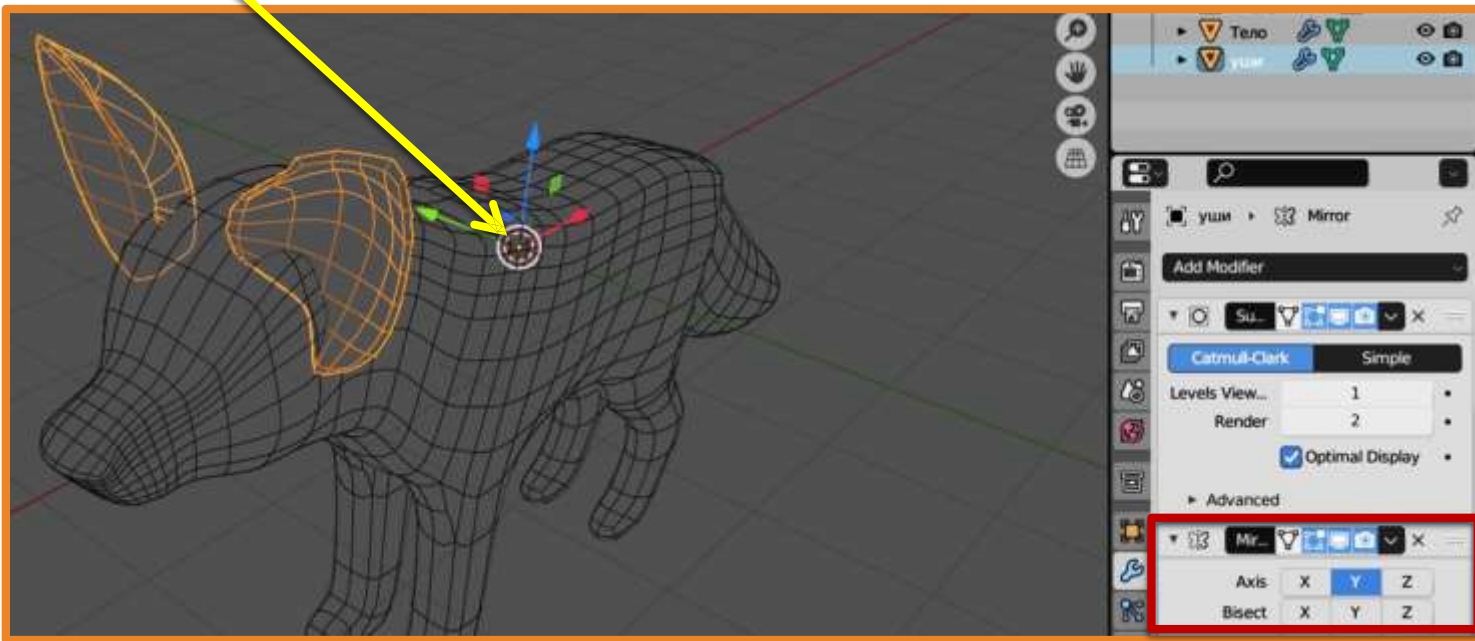 Тело
уши
уши Mirror
Add Modifier
Su...
Catmull-Clark Simple
Levels View... 1
Render 2
Optimal Display
Advanced
Mir...
Axis X Y Z
Bisect X Y Z